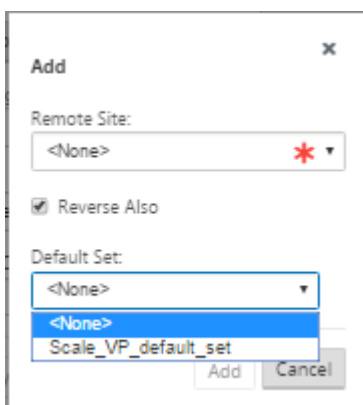 Add
Remote Site:
<None>
Reverse Also
Default Set:
<None>
<None>
Scale_VP_default_set
Add Cancel